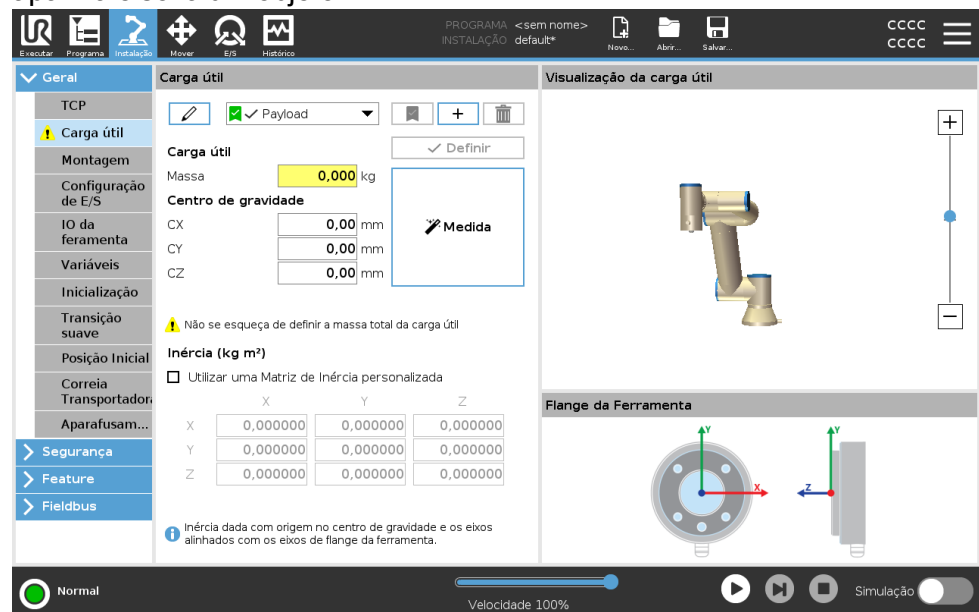 PROGRAMA <sem nome>
INSTALAÇÃO default*
CCCC
CCCC
Executar Programa Instalação Mover E/S Histórico Novo... Abrir... Salvar...
Geral
TCP
Carga útil
Montagem
Configuração
de E/S
IO da
feramenta
Variáveis
Inicialização
Transição
suave
Posição Inicial
Correia
Transportador
Aparafusam...
Segurança
Feature
Fieldbus
Carga útil
Payload
Carga útil
Definir
Massa 0,000 kg
Centro de gravidade
CX 0,00 mm
CY 0,00 mm
CZ 0,00 mm
Medida
Não se esqueça de definir a massa total da carga útil
Inércia (kg m²)
Utilizar uma Matriz de Inércia personalizada
X Y Z
X 0,000000 0,000000 0,000000
Y 0,000000 0,000000 0,000000
Z 0,000000 0,000000 0,000000
Inércia dada com origem no centro de gravidade e os eixos
alinhados com os eixos de flange da ferramenta.
Visualização da carga útil
Flange da Ferramenta
Y
X
Y
Z
Normal
Velocidade 100%
Simulação